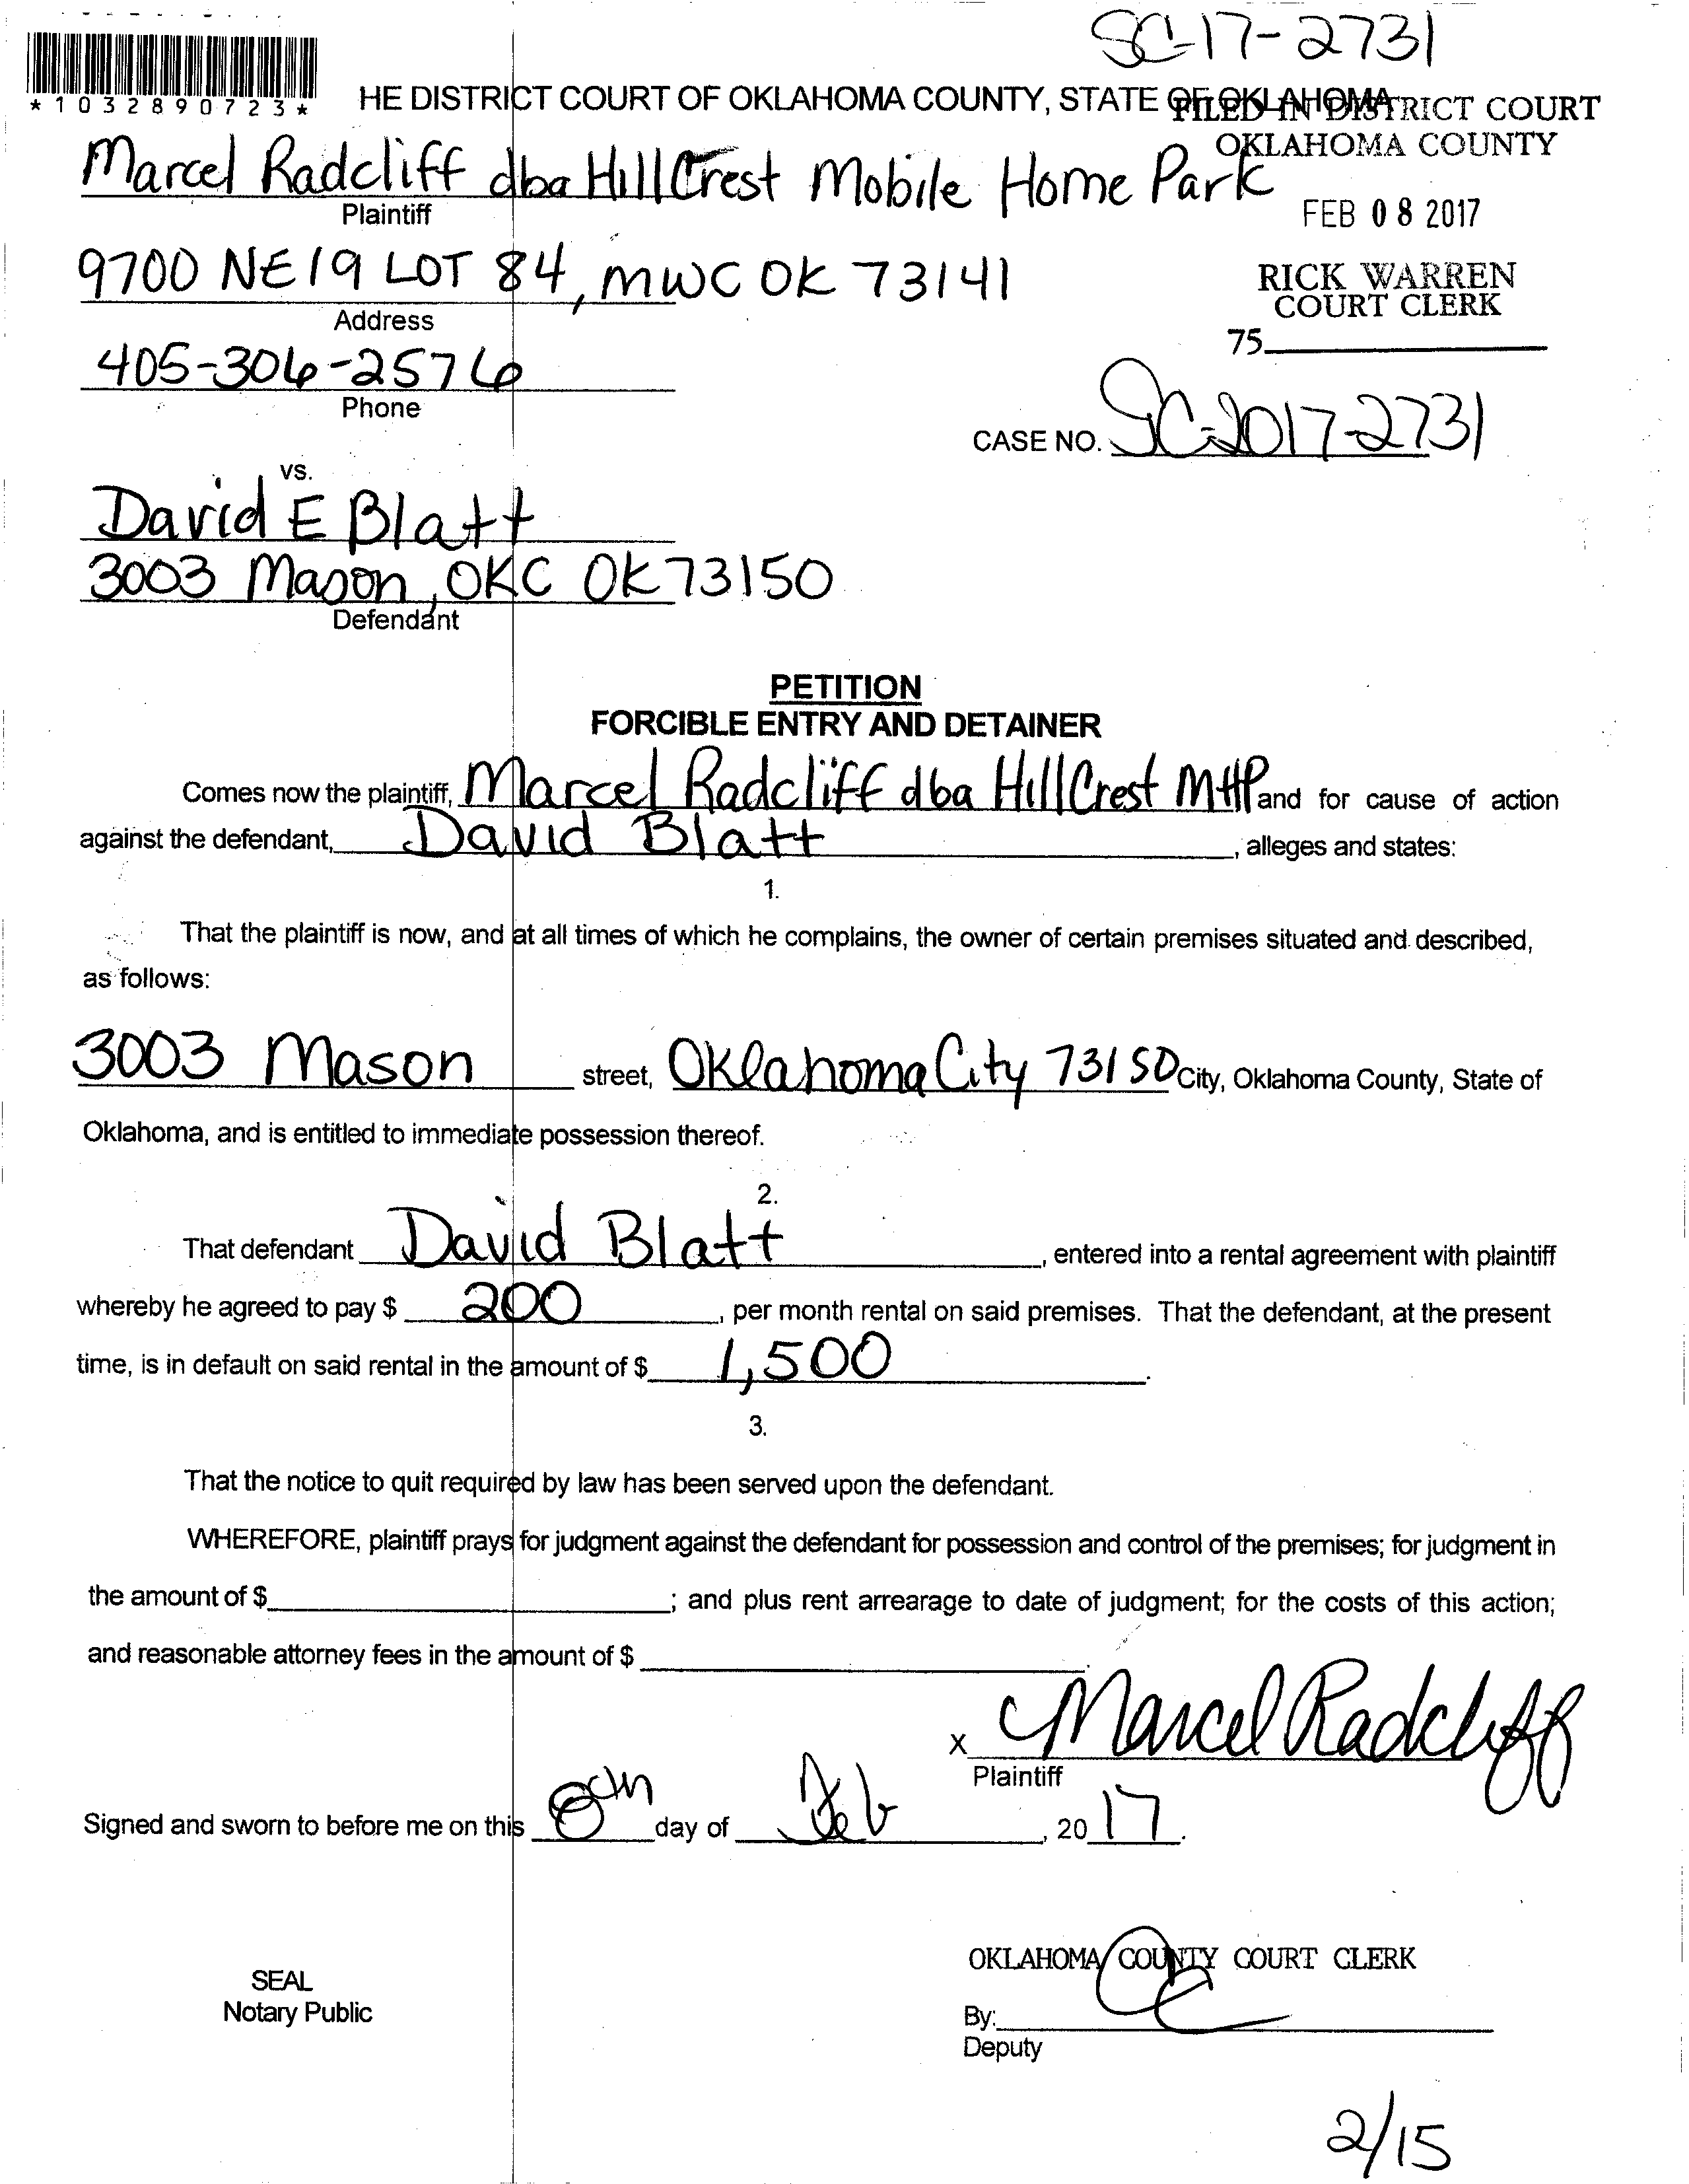 SC-17-2731
*1032890723*
HE DISTRICT COURT OF OKLAHOMA COUNTY, STATE OF OKLAHOMA
FILED IN DISTRICT COURT
OKLAHOMA COUNTY
Marcel Radcliff dba HillCrest Mobile Home Park
Plaintiff
FEB 08 2017
9700 NE 19 LOT 84, MWC OK 73141
Address
RICK WARREN
COURT CLERK
405-306-2576
75
Phone
CASE NO. SC-2017-2731
vs.
David E Blatt
3003 Mason, OKC OK 73150
Defendant
PETITION
FORCIBLE ENTRY AND DETAINER
Comes now the plaintiff, Marcel Radcliff dba HillCrest MHP and for cause of action
against the defendant, David Blatt, alleges and states:
1.
That the plaintiff is now, and at all times of which he complains, the owner of certain premises situated and described,
as follows:
3003 Mason street, Oklahoma City 73150 City, Oklahoma County, State of
Oklahoma, and is entitled to immediate possession thereof.
2.
That defendant David Blatt, entered into a rental agreement with plaintiff
whereby he agreed to pay $ 200, per month rental on said premises. That the defendant, at the present
time, is in default on said rental in the amount of $ 1,500.
3.
That the notice to quit required by law has been served upon the defendant.
WHEREFORE, plaintiff prays for judgment against the defendant for possession and control of the premises; for judgment in
the amount of $ ; and plus rent arrearage to date of judgment; for the costs of this action;
and reasonable attorney fees in the amount of $ .
x Marcel Radcliff
Plaintiff
Signed and sworn to before me on this 8th day of Feb, 2017.
OKLAHOMA COUNTY COURT CLERK
SEAL
Notary Public
By:
Deputy
2/15